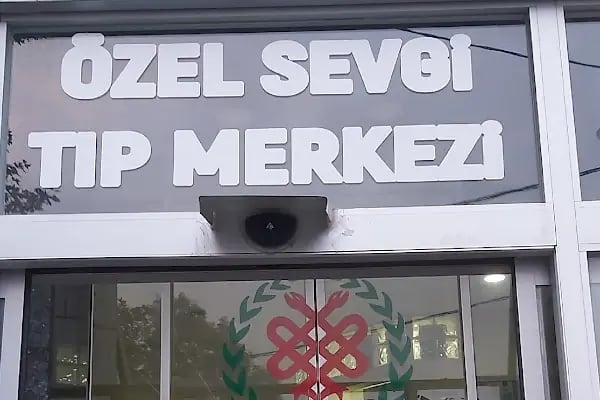 ÖZEL SEVGİ
TIP MERKEZİ